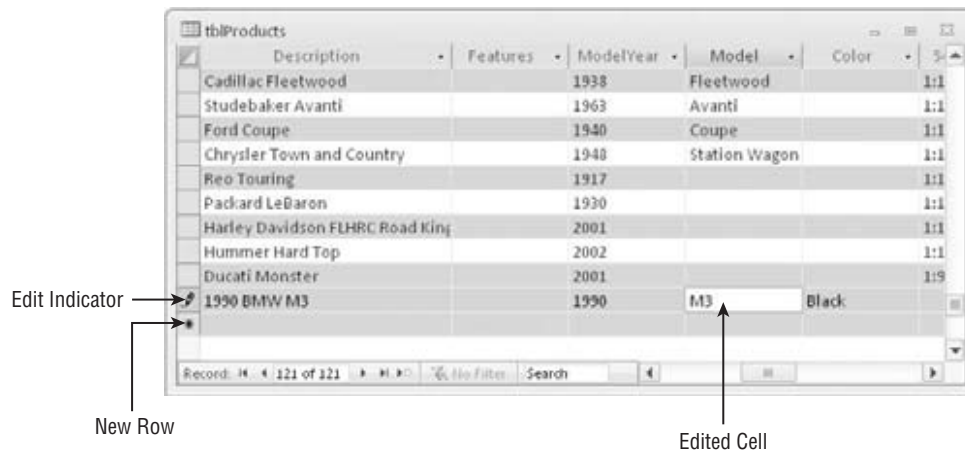 tblProducts
Description Features ModelYear Model Color
Cadillac Fleetwood 1938 Fleetwood 1:1
Studebaker Avanti 1963 Avanti 1:1
Ford Coupe 1940 Coupe 1:1
Chrysler Town and Country 1948 Station Wagon 1:1
Reo Touring 1917 1:1
Packard LeBaron 1930 1:1
Harley Davidson FLHRC Road King 2001 1:1
Hummer Hard Top 2002 1:1
Ducati Monster 2001 1:9
Edit Indicator 1990 BMW M3 1990 M3 Black
Record: 121 of 121 No Filter Search
New Row
Edited Cell